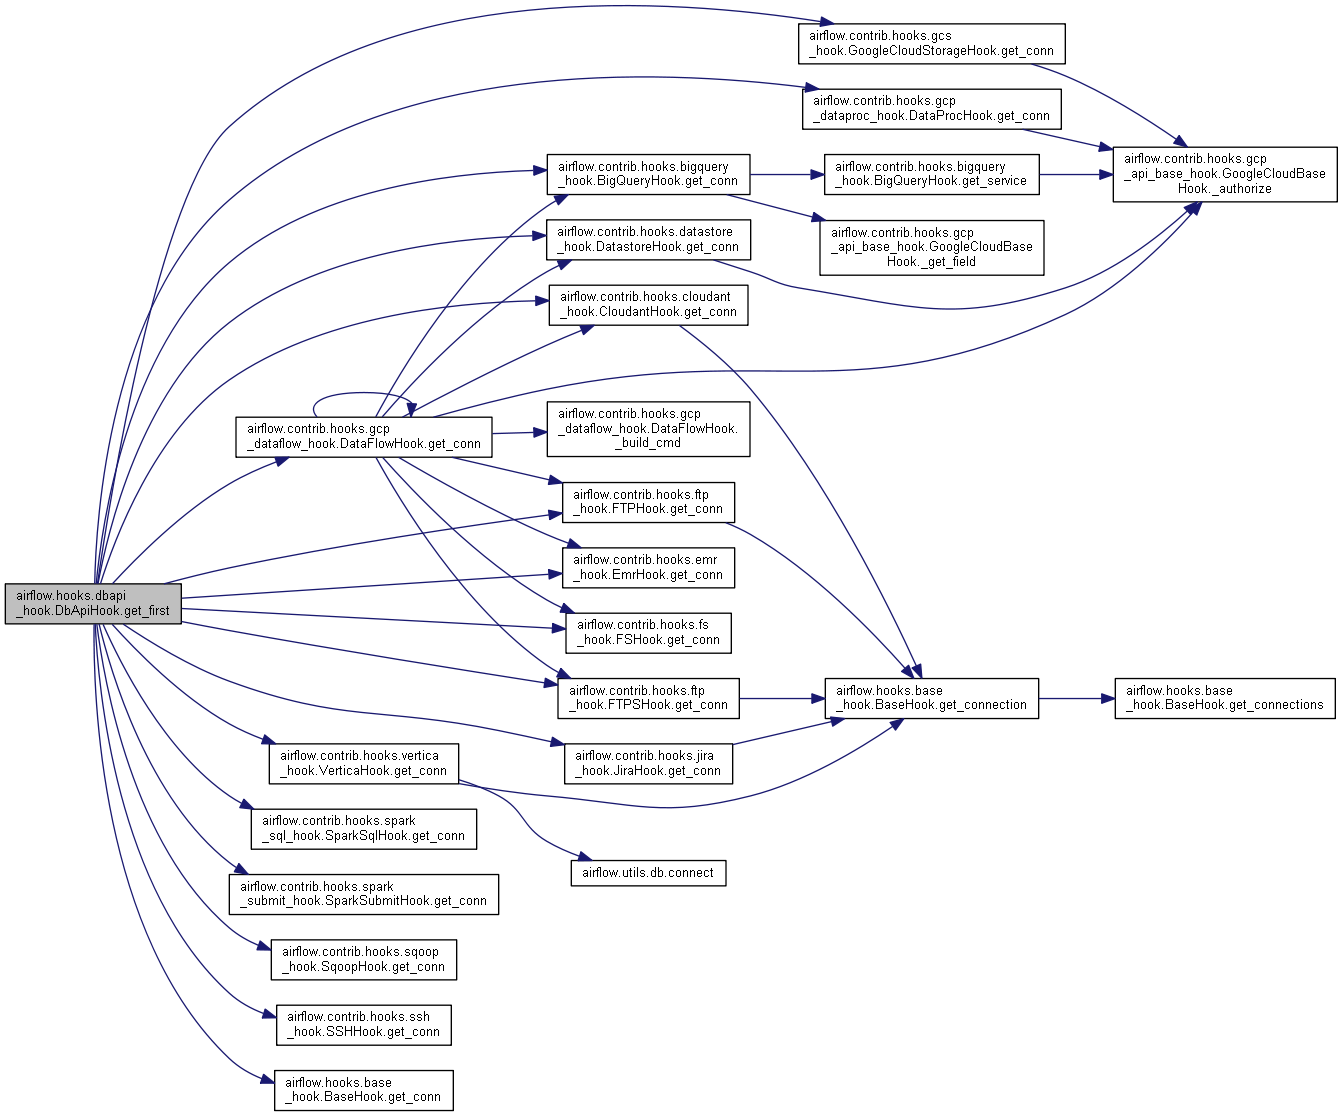 airflow.contrib.hooks.gcs
_hook.GoogleCloudStorageHook.get_conn
airflow.contrib.hooks.gcp
_dataproc_hook.DataProcHook.get_conn
airflow.contrib.hooks.gcp
_api_base_hook.GoogleCloudBase
Hook._authorize
airflow.contrib.hooks.bigquery
_hook.BigQueryHook.get_conn
airflow.contrib.hooks.bigquery
_hook.BigQueryHook.get_service
airflow.contrib.hooks.datastore
_hook.DatastoreHook.get_conn
airflow.contrib.hooks.gcp
_api_base_hook.GoogleCloudBase
Hook._get_field
airflow.contrib.hooks.cloudant
_hook.CloudantHook.get_conn
airflow.contrib.hooks.gcp
_dataflow_hook.DataFlowHook.get_conn
airflow.contrib.hooks.gcp
_dataflow_hook.DataFlowHook.
_build_cmd
airflow.contrib.hooks.ftp
_hook.FTPHook.get_conn
airflow.contrib.hooks.emr
_hook.EmrHook.get_conn
airflow.hooks.dbapi
_hook.DbApiHook.get_first
airflow.contrib.hooks.fs
_hook.FSHook.get_conn
airflow.contrib.hooks.ftp
_hook.FTPSHook.get_conn
airflow.hooks.base
_hook.BaseHook.get_connection
airflow.hooks.base
_hook.BaseHook.get_connections
airflow.contrib.hooks.vertica
_hook.VerticaHook.get_conn
airflow.contrib.hooks.jira
_hook.JiraHook.get_conn
airflow.contrib.hooks.spark
_sql_hook.SparkSqlHook.get_conn
airflow.utils.db.connect
airflow.contrib.hooks.spark
_submit_hook.SparkSubmitHook.get_conn
airflow.contrib.hooks.sqoop
_hook.SqoopHook.get_conn
airflow.contrib.hooks.ssh
_hook.SSHHook.get_conn
airflow.hooks.base
_hook.BaseHook.get_conn